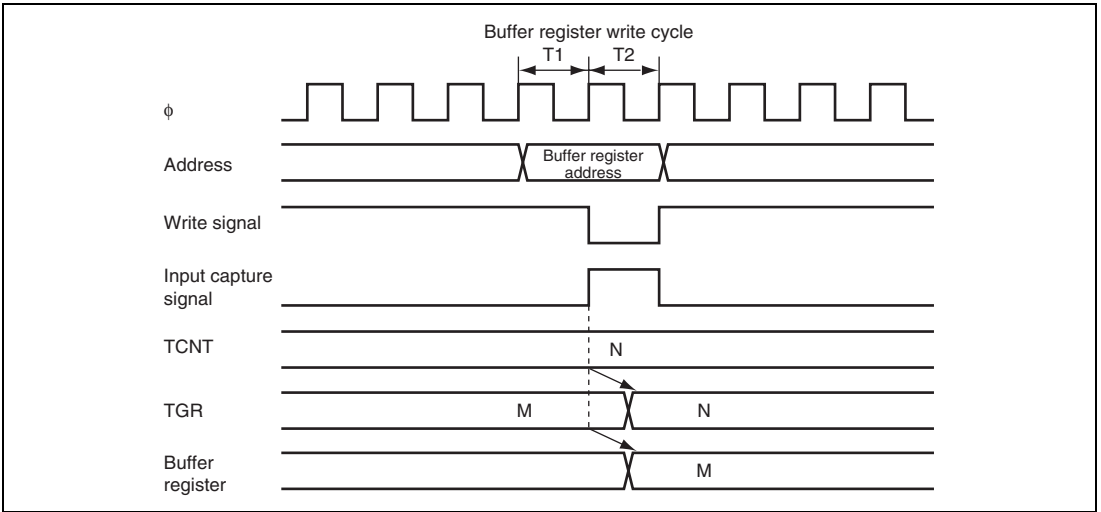 Buffer register write cycle
T1 T2
ϕ
Address
Buffer register
address
Write signal
Input capture
signal
TCNT
N
TGR
M
N
Buffer
register
M